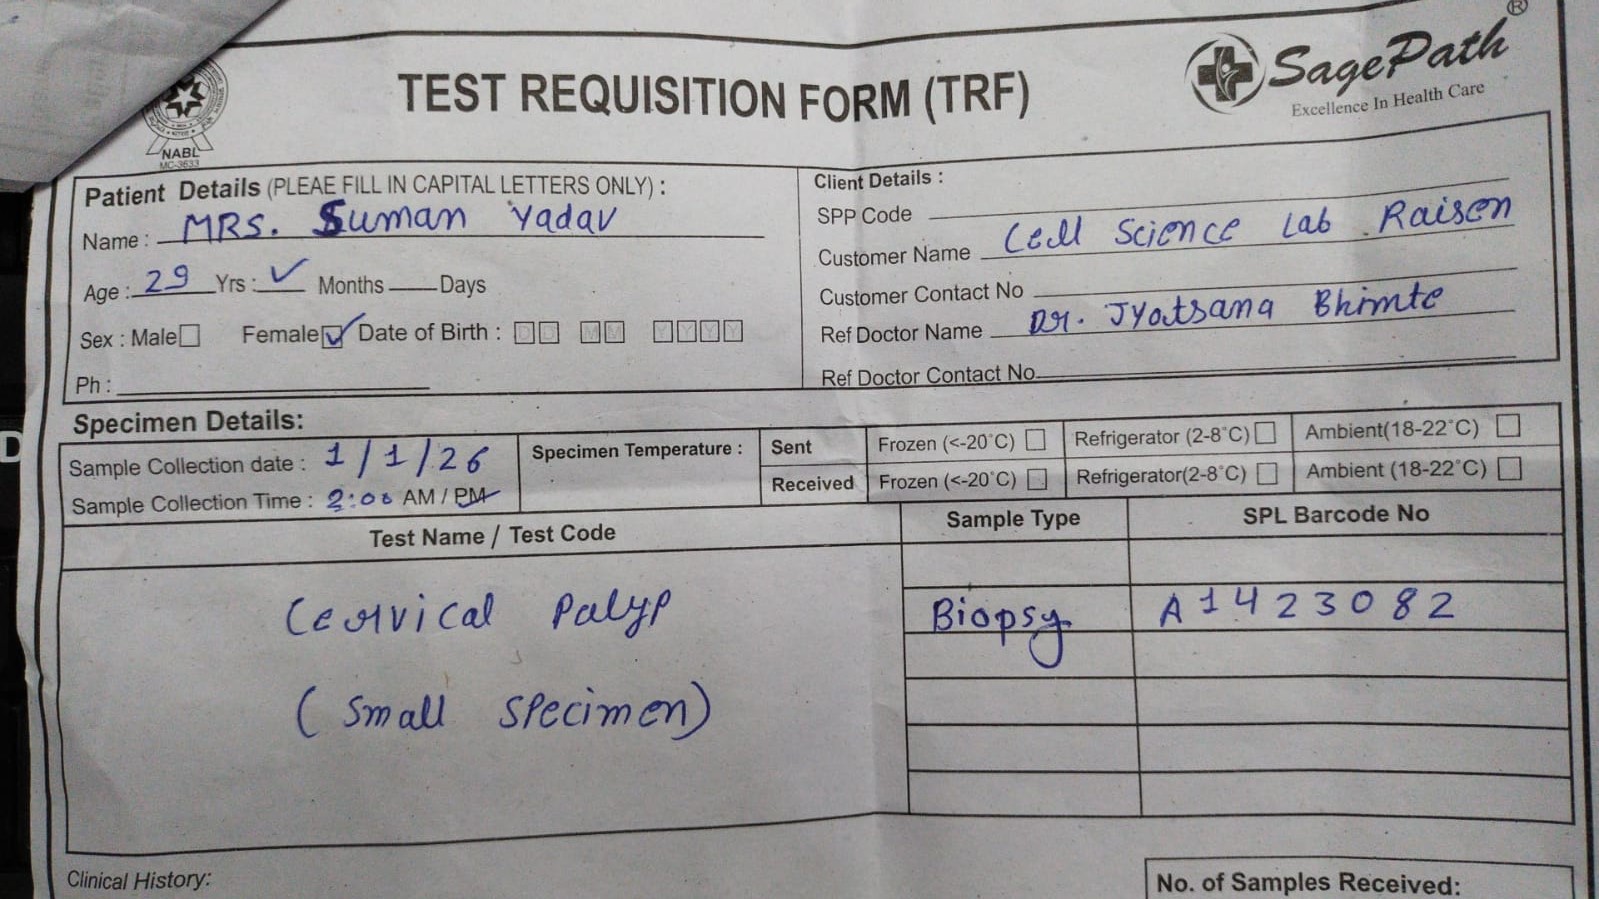 TEST REQUISITION FORM (TRF)
SagePath®
Excellence In Health Care
NABL
MC-3633
Patient Details (PLEAE FILL IN CAPITAL LETTERS ONLY) :
Name : MRS. Suman Yadav
Age : 29 Yrs : ✓ Months Days
Sex : Male Female ✓ Date of Birth : D D M M Y Y Y Y
Ph :
Client Details :
SPP Code
Customer Name Cell Science Lab Raisen
Customer Contact No
Ref Doctor Name Dr. Jyotsana Bhimte
Ref Doctor Contact No
Specimen Details:
Sample Collection date : 1/1/26
Sample Collection Time : 2:00 AM / PM
Specimen Temperature :
Sent Frozen (<-20°C) Refrigerator (2-8°C) Ambient(18-22°C)
Received Frozen (<-20°C) Refrigerator(2-8°C) Ambient (18-22°C)
Test Name / Test Code Sample Type SPL Barcode No
Cervical Palyp Biopsy A1423082
(Small Specimen)
Clinical History:
No. of Samples Received:
D